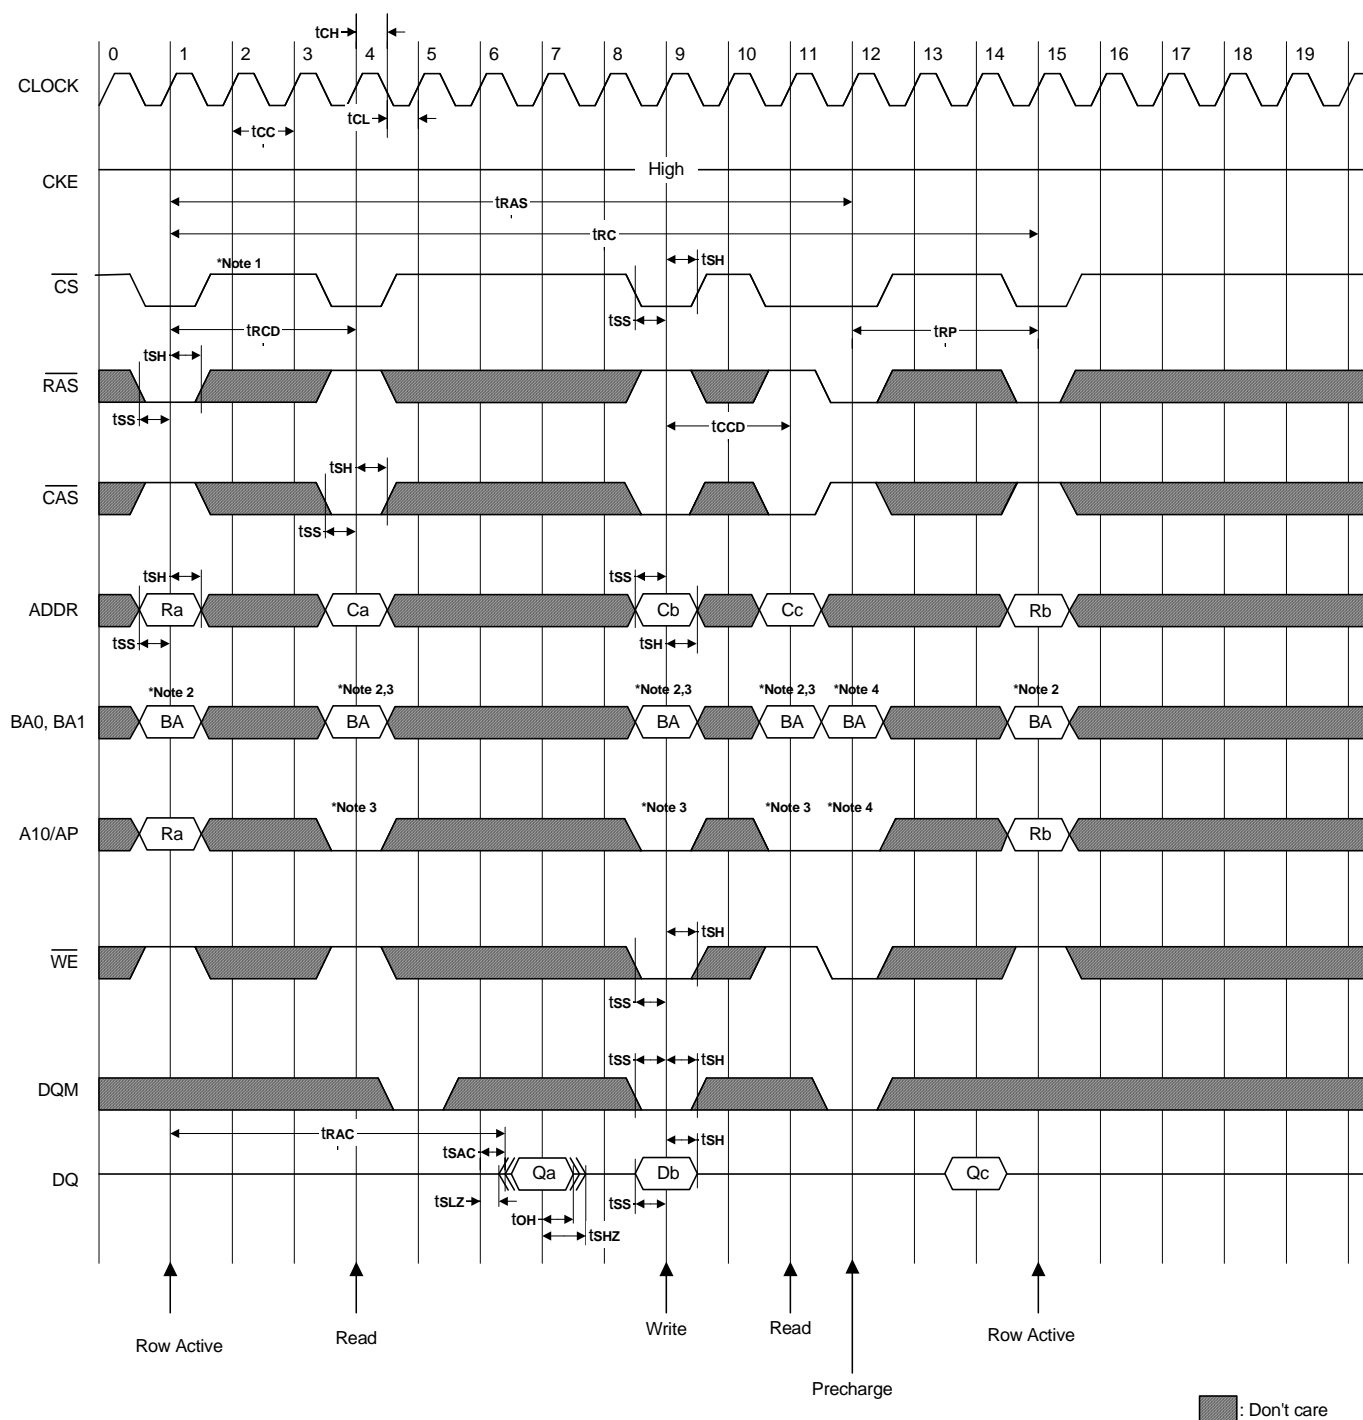 tCH
0 1 2 3 4 5 6 7 8 9 10 11 12 13 14 15 16 17 18 19
CLOCK
tCL
tCC
High
CKE
tRAS
tRC
*Note 1
tSH
CS
tSS
tRCD
tRP
tSH
RAS
tSS
tCCD
tSH
CAS
tSS
tSH
tSS
ADDR Ra Ca Cb Cc Rb
tSS
tSH
*Note 2 *Note 2,3 *Note 2,3 *Note 2,3 *Note 4 *Note 2
BA0, BA1 BA BA BA BA BA BA
*Note 3 *Note 3 *Note 3 *Note 4
A10/AP Ra Rb
tSH
WE
tSS
tSS tSH
DQM
tRAC
tSH
tSAC
DQ Qa Db Qc
tSLZ
tSS
tOH
tSHZ
Row Active Read Write Read Row Active
Precharge
: Don't care